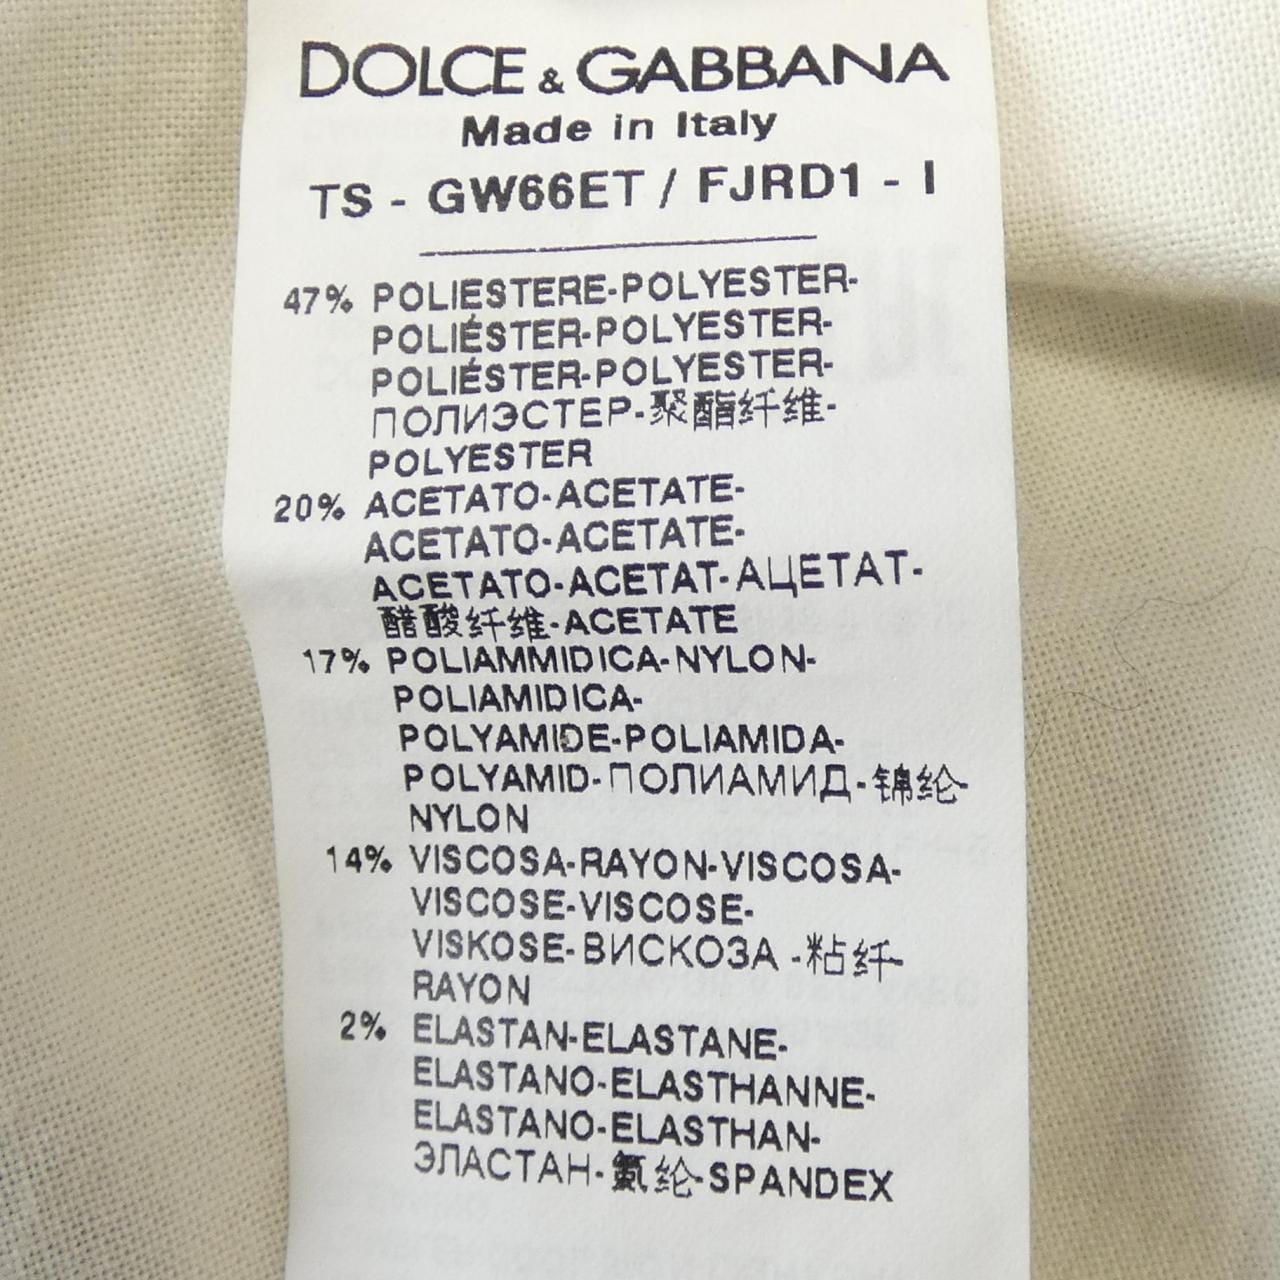 DOLCE & GABBANA
Made in Italy
TS - GW66ET / FJRD1 - I
47% POLIESTERE-POLYESTER-
POLIÉSTER-POLYESTER-
POLIÉSTER-POLYESTER-
ПОЛИЭСТЕР-聚酯纤维-
POLYESTER
20% ACETATO-ACETATE-
ACETATO-ACETATE-
ACETATO-ACETAT-АЦЕТАТ-
醋酸纤维-ACETATE
17% POLIAMMIDICA-NYLON-
POLIAMIDICA-
POLYAMIDE-POLIAMIDA-
POLYAMID-ПОЛИАМИД-锦纶-
NYLON
14% VISCOSA-RAYON-VISCOSA-
VISCOSE-VISCOSE-
VISKOSE-ВИСКОЗА -粘纤-
RAYON
2% ELASTAN-ELASTANE-
ELASTANO-ELASTHANNE-
ELASTANO-ELASTHAN-
ЭЛАСТАН-氨纶-SPANDEX